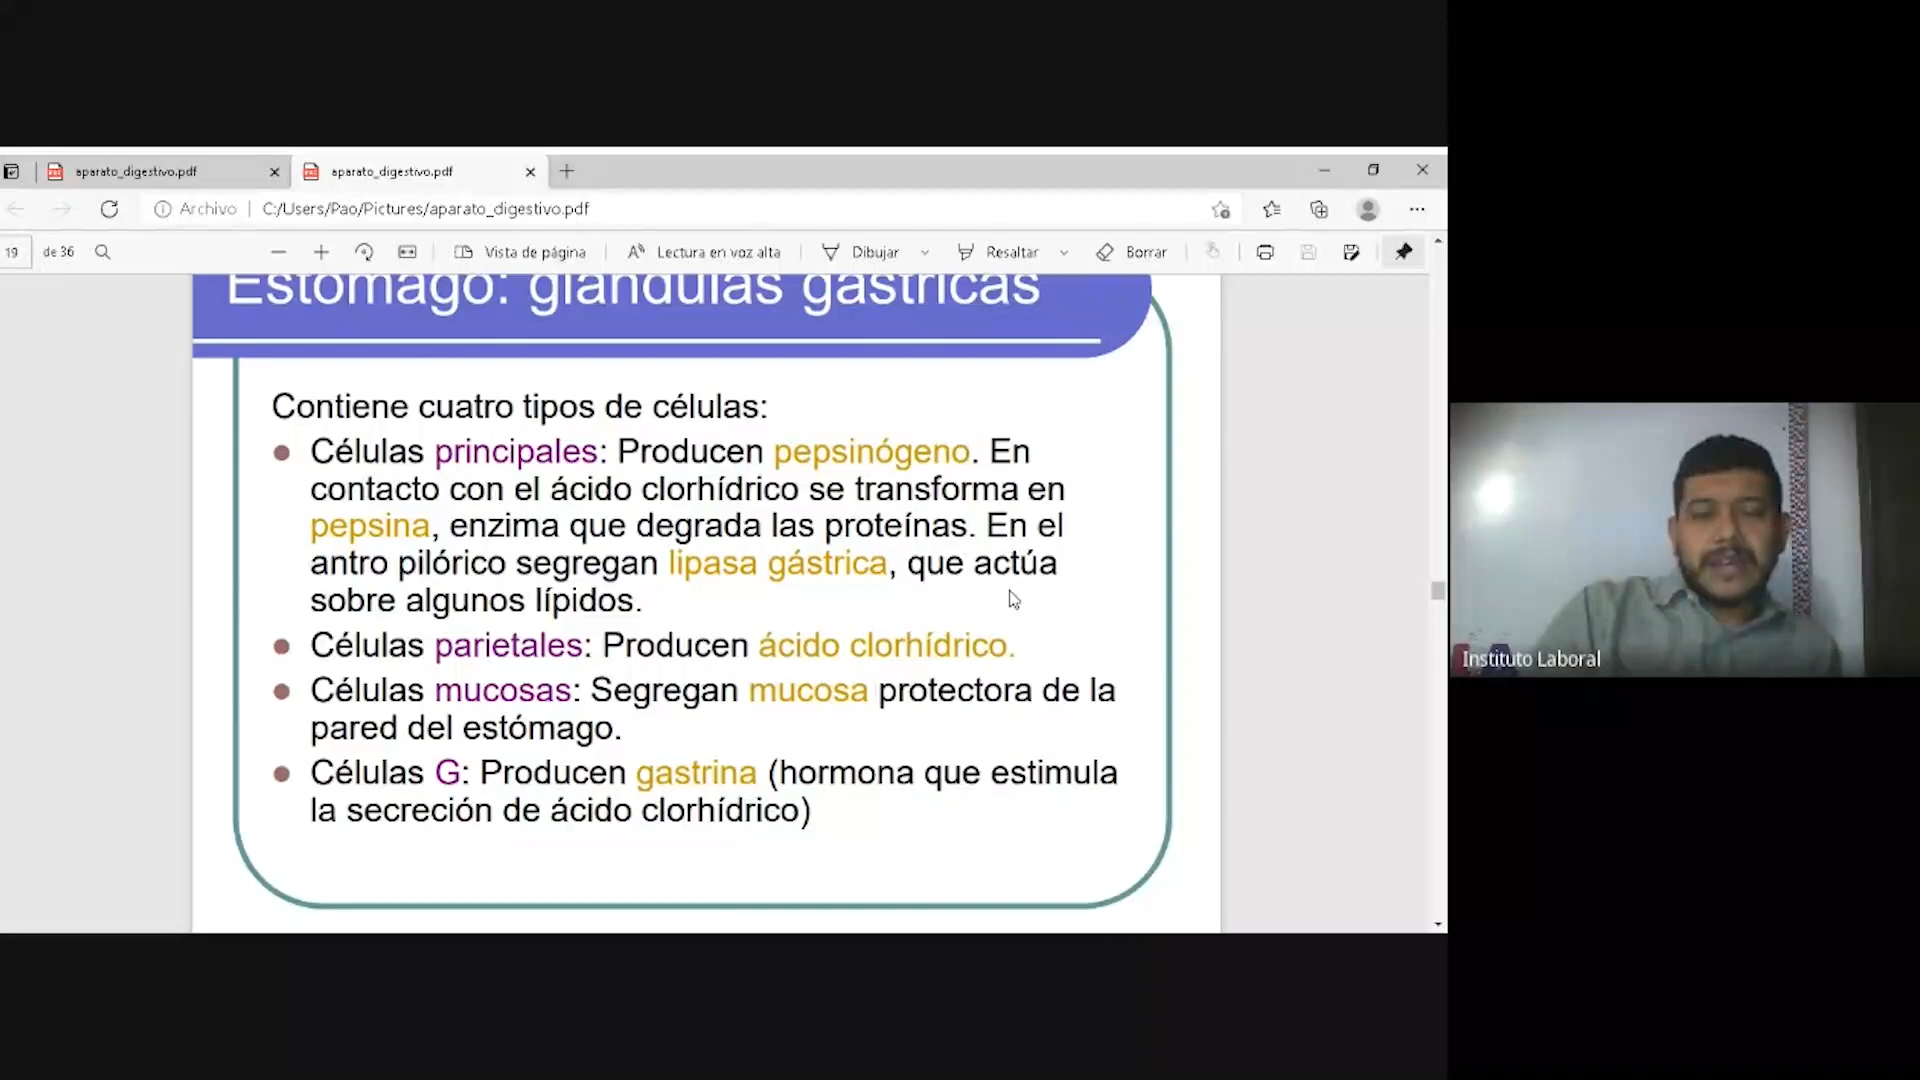 aparato_digestivo.pdf
aparato_digestivo.pdf
Archivo
C:/Users/Pao/Pictures/aparato_digestivo.pdf
19 de 36
Vista de página
Lectura en voz alta
Dibujar
Resaltar
Borrar
Estómago: glándulas gástricas
Contiene cuatro tipos de células:
Células principales: Producen pepsinógeno. En
contacto con el ácido clorhídrico se transforma en
pepsina, enzima que degrada las proteínas. En el
antro pilórico segregan lipasa gástrica, que actúa
sobre algunos lípidos.
Células parietales: Producen ácido clorhídrico.
Células mucosas: Segregan mucosa protectora de la
pared del estómago.
Células G: Producen gastrina (hormona que estimula
la secreción de ácido clorhídrico)
Instituto Laboral